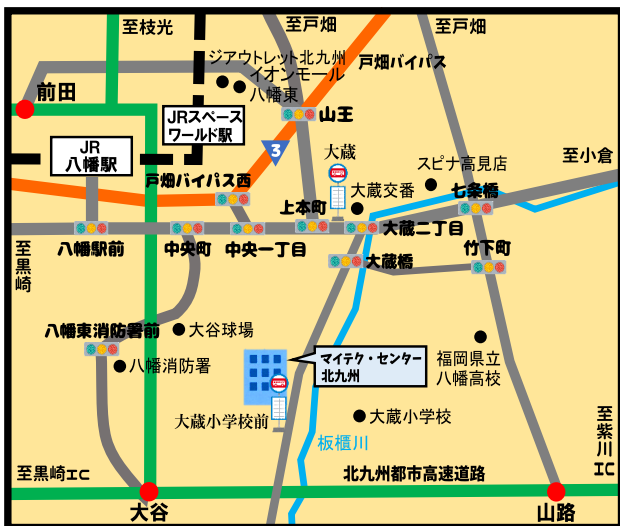 至枝光
至戸畑
至戸畑
ジアウトレット北九州
イオンモール
八幡東
戸畑バイパス
前田
JRスペース
ワールド駅
山王
3
JR
八幡駅
大蔵
スピナ高見店
至小倉
戸畑バイパス西
大蔵交番
七条橋
上本町
八幡駅前
中央町
中央一丁目
大蔵二丁目
至黒崎
大蔵橋
竹下町
八幡東消防署前
大谷球場
八幡消防署
マイテク・センター
北九州
福岡県立
八幡高校
大蔵小学校前
大蔵小学校
板櫃川
至紫川IC
至黒崎IC
北九州都市高速道路
大谷
山路